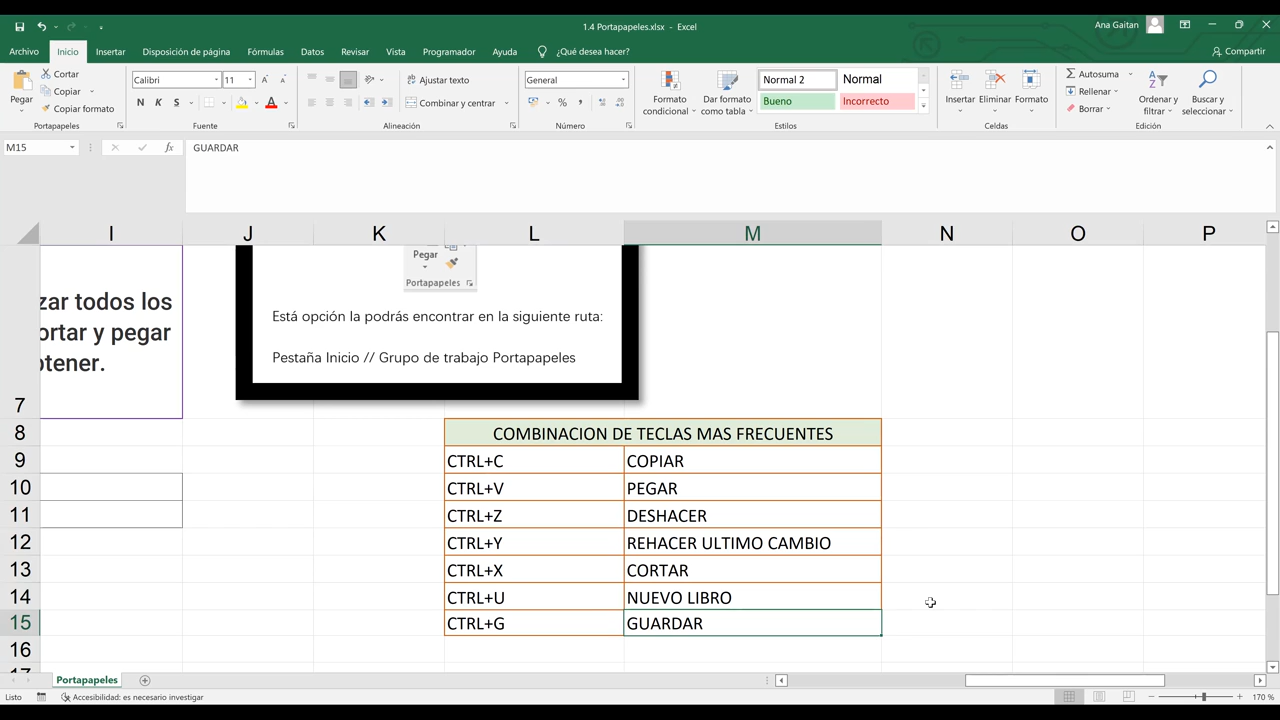 1.4 Portapapeles.xlsx - Excel
Ana Gaitan
Archivo Inicio Insertar Disposición de página Fórmulas Datos Revisar Vista Programador Ayuda ¿Qué desea hacer? Compartir
Pegar
Cortar
Copiar
Copiar formato
Portapapeles
Calibri 11
N K S
Fuente
Ajustar texto
Combinar y centrar
Alineación
General
Número
Formato condicional
Dar formato como tabla
Normal 2 Normal
Bueno Incorrecto
Estilos
Insertar Eliminar Formato
Celdas
Autosuma
Rellenar
Borrar
Ordenar y filtrar
Buscar y seleccionar
Edición
M15 fx GUARDAR
I J K L M N O P
zar todos los
ortar y pegar
btener.
Pegar
Portapapeles
Está opción la podrás encontrar en la siguiente ruta:
Pestaña Inicio // Grupo de trabajo Portapapeles
7
8 COMBINACION DE TECLAS MAS FRECUENTES
9 CTRL+C COPIAR
10 CTRL+V PEGAR
11 CTRL+Z DESHACER
12 CTRL+Y REHACER ULTIMO CAMBIO
13 CTRL+X CORTAR
14 CTRL+U NUEVO LIBRO
15 CTRL+G GUARDAR
16
Portapapeles
Listo Accesibilidad: es necesario investigar 170 %